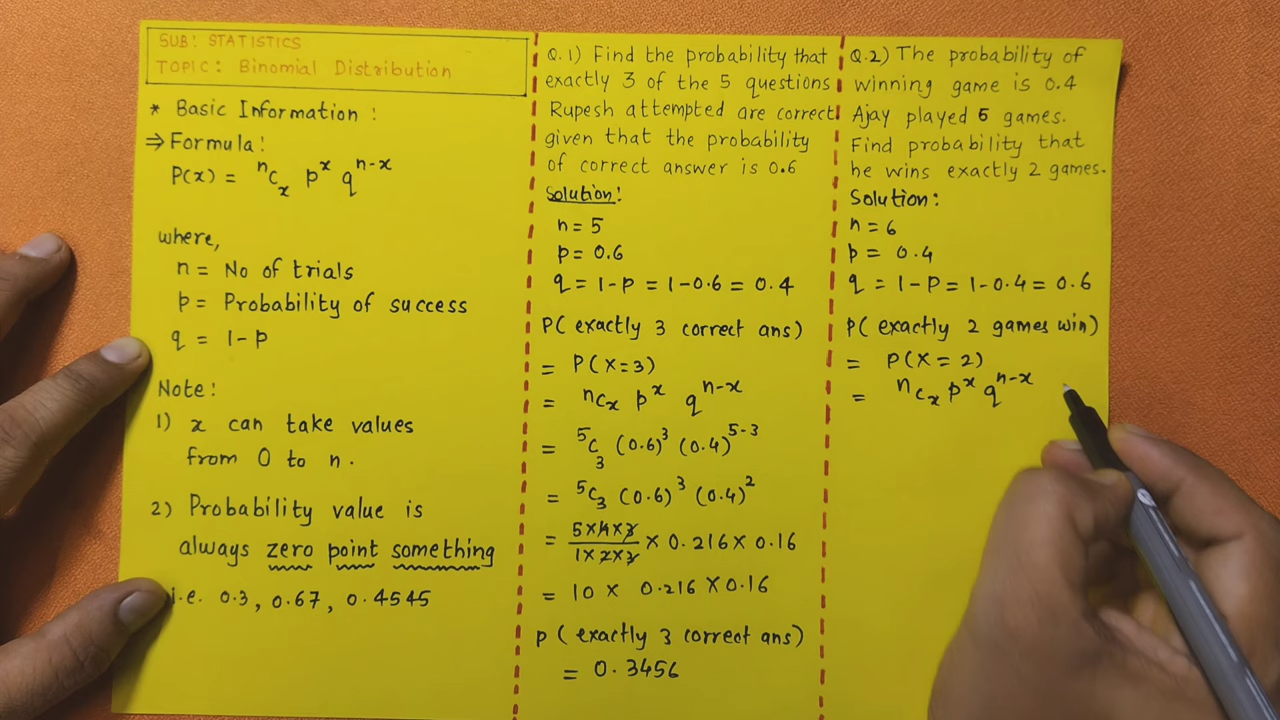 SUB: STATISTICS
TOPIC: Binomial Distribution
* Basic Information:
⇒ Formula:
P(x) = ⁿCₓ pˣ qⁿ⁻ˣ
where,
n = No of trials
p = Probability of success
q = 1-p
Note:
1) x can take values
from 0 to n.
2) Probability value is
always zero point something
i.e. 0.3, 0.67, 0.4545
Q.1) Find the probability that
exactly 3 of the 5 questions
Rupesh attempted are correct
given that the probability
of correct answer is 0.6
Solution:
n = 5
p = 0.6
q = 1-p = 1-0.6 = 0.4
P( exactly 3 correct ans)
= P(X=3)
= ⁿCₓ pˣ qⁿ⁻ˣ
= ⁵C₃ (0.6)³ (0.4)⁵⁻³
= ⁵C₃ (0.6)³ (0.4)²
= 5×4×3/1×2×3 × 0.216 × 0.16
= 10 × 0.216 × 0.16
P ( exactly 3 correct ans)
= 0.3456
Q.2) The probability of
winning game is 0.4
Ajay played 6 games.
Find probability that
he wins exactly 2 games.
Solution:
n = 6
p = 0.4
q = 1-P = 1-0.4 = 0.6
P( exactly 2 games win)
= P(X = 2)
= ⁿCₓ pˣ qⁿ⁻ˣ